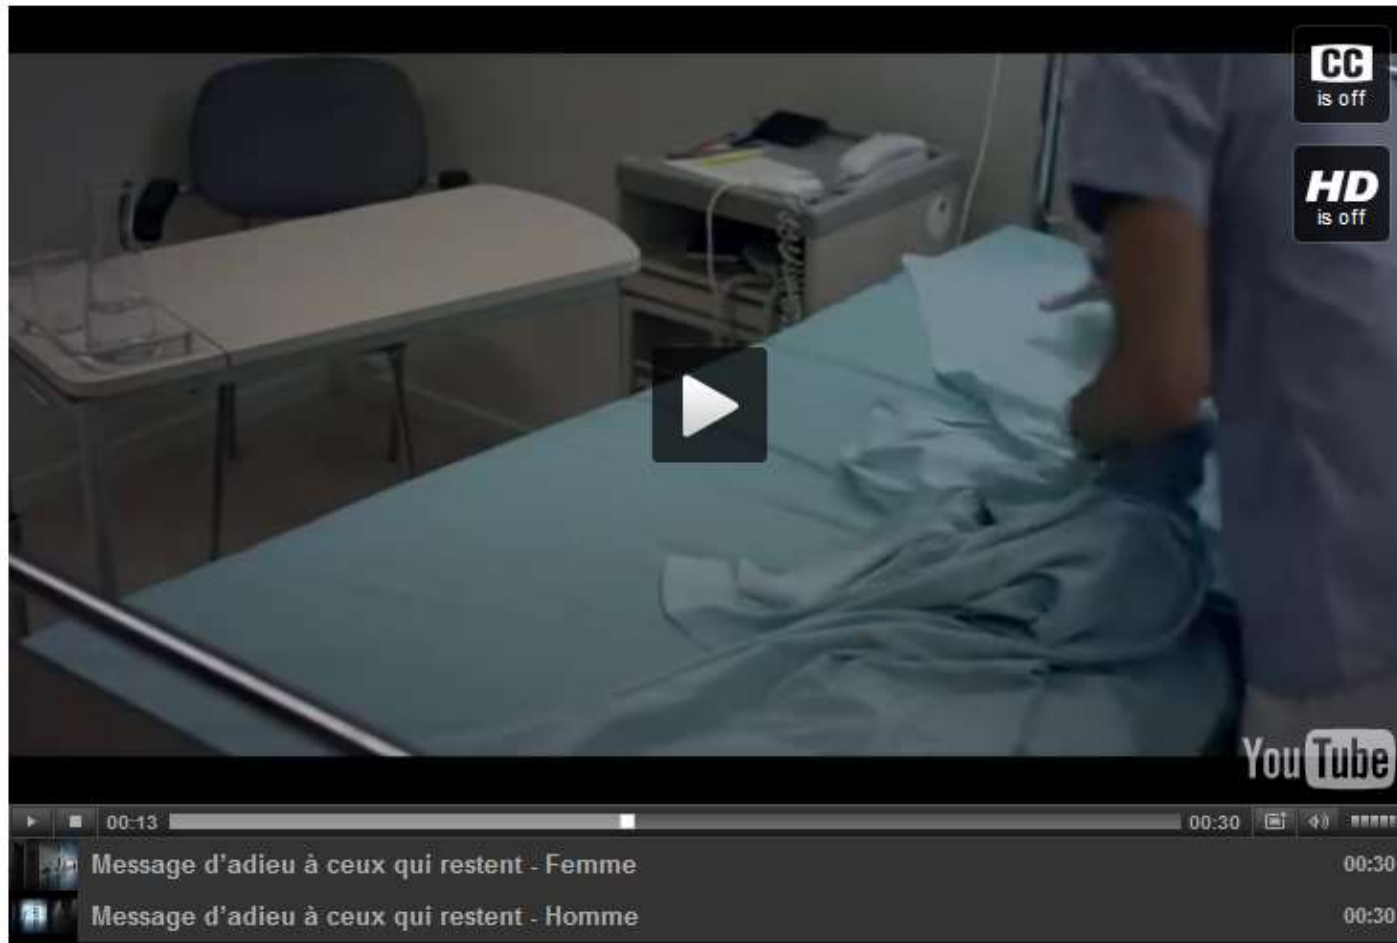 CC
is off
HD
is off
YouTube
00:13 00:30
Message d’adieu à ceux qui restent - Femme 00:30
Message d’adieu à ceux qui restent - Homme 00:30